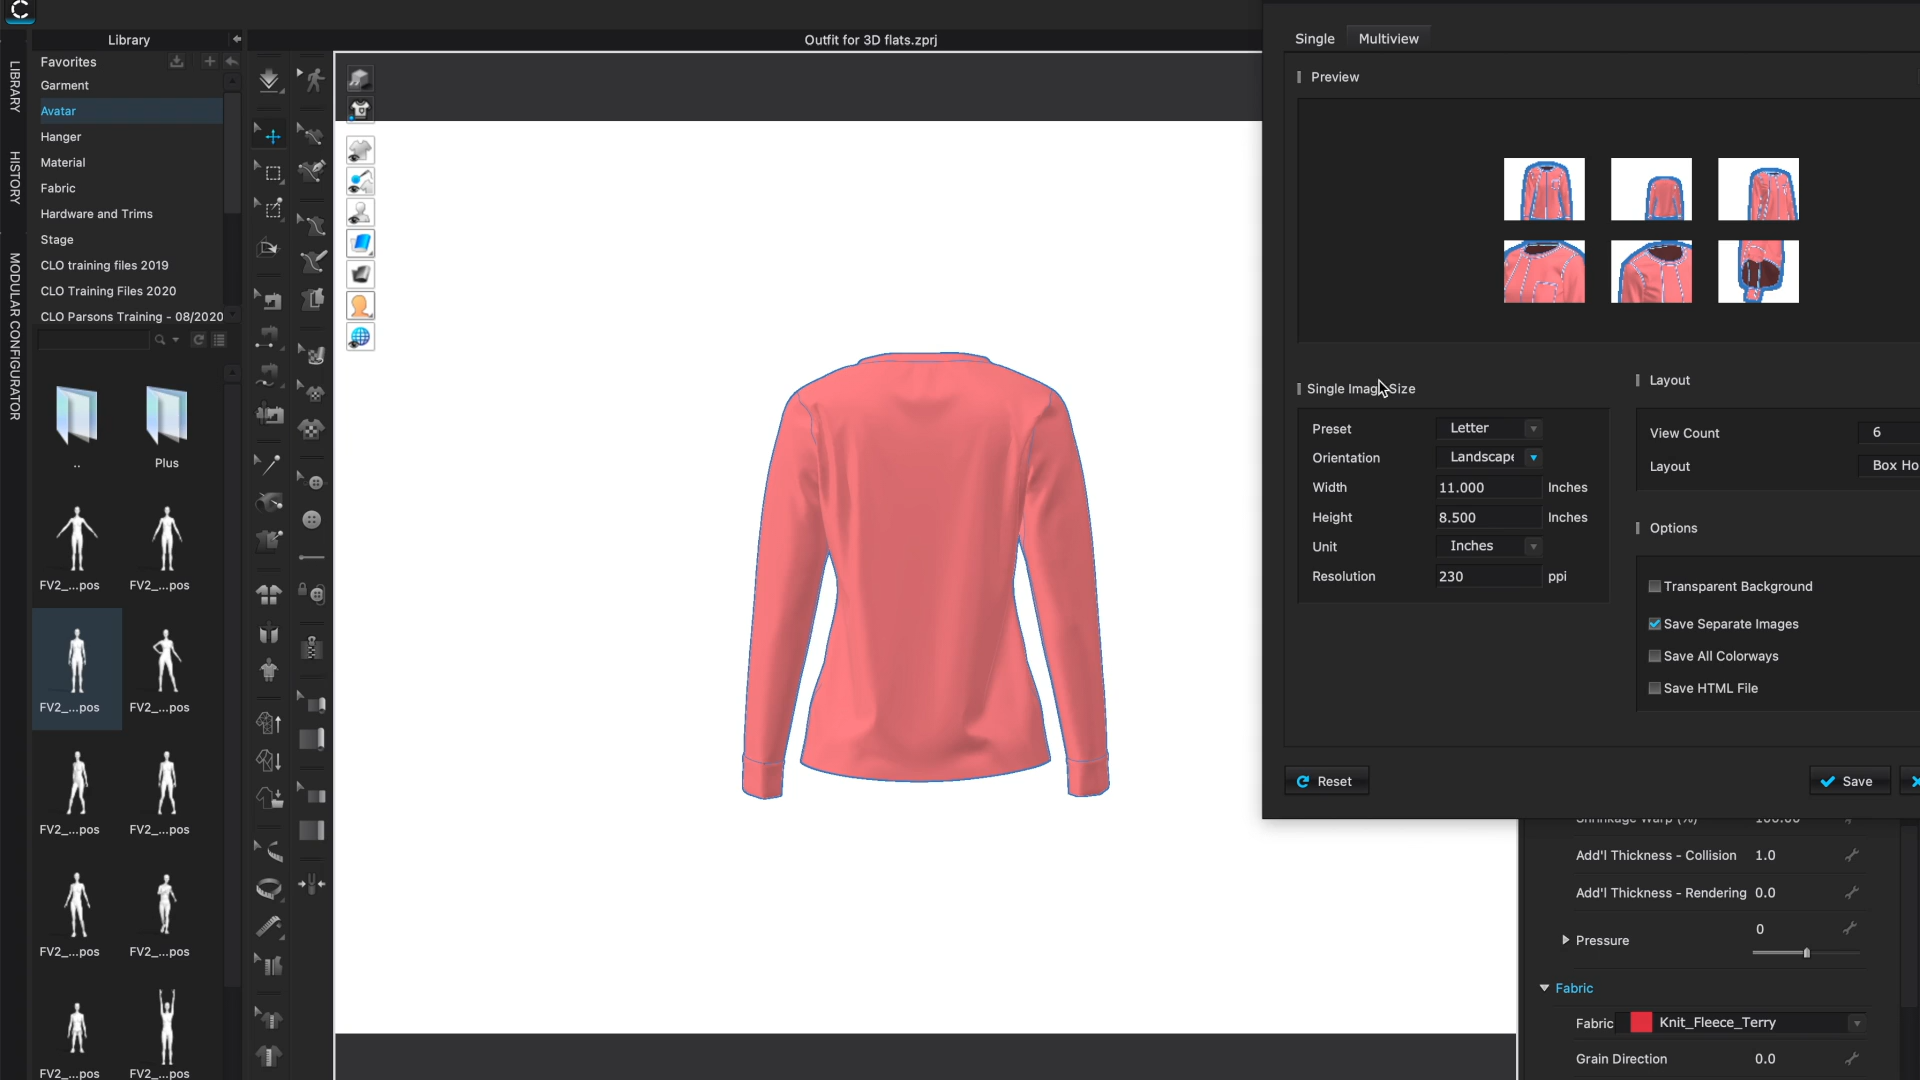 Library
Outfit for 3D flats.zprj
LIBRARY
HISTORY
MODULAR CONFIGURATOR
Favorites
Garment
Avatar
Hanger
Material
Fabric
Hardware and Trims
Stage
CLO training files 2019
CLO Training Files 2020
CLO Parsons Training - 08/2020
..
Plus
FV2_...pos
FV2_...pos
FV2_...pos
FV2_...pos
FV2_...pos
FV2_...pos
FV2_...pos
FV2_...pos
FV2_...pos
FV2_...pos
Single
Multiview
Preview
Single Image Size
Preset
Letter
Orientation
Landscape
Width
11.000
Inches
Height
8.500
Inches
Unit
Inches
Resolution
230
ppi
Layout
View Count
6
Layout
Box Ho
Options
Transparent Background
Save Separate Images
Save All Colorways
Save HTML File
Reset
Save
Shrinkage Warp (%)
100.00
Add'l Thickness - Collision
1.0
Add'l Thickness - Rendering
0.0
Pressure
0
Fabric
Fabric
Knit_Fleece_Terry
Grain Direction
0.0